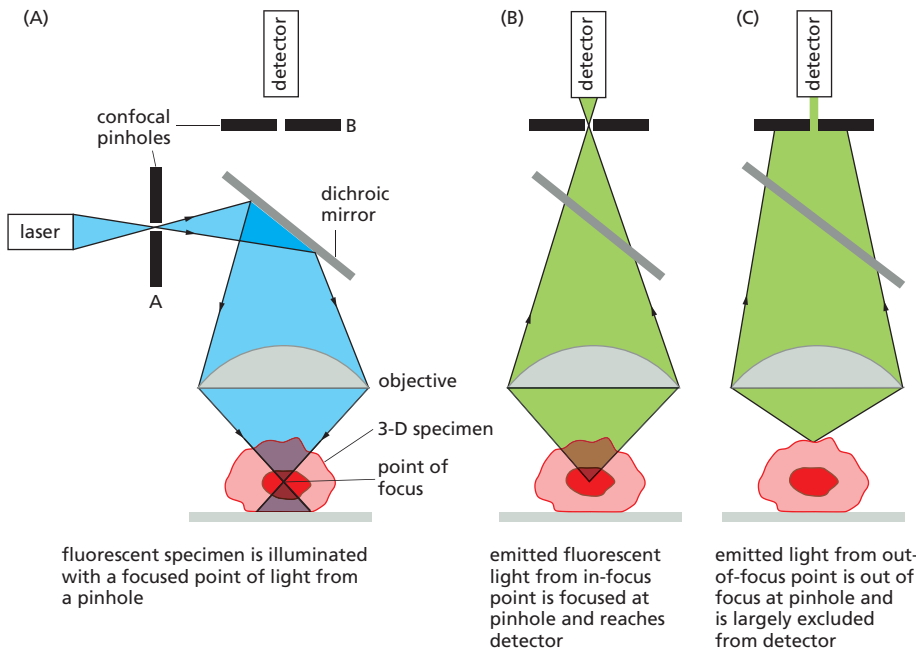 (A)
detector
confocal
pinholes
B
dichroic
mirror
laser
A
objective
3-D specimen
point of
focus
fluorescent specimen is illuminated
with a focused point of light from
a pinhole
(B)
detector
emitted fluorescent
light from in-focus
point is focused at
pinhole and reaches
detector
(C)
detector
emitted light from out-
of-focus point is out of
focus at pinhole and
is largely excluded
from detector